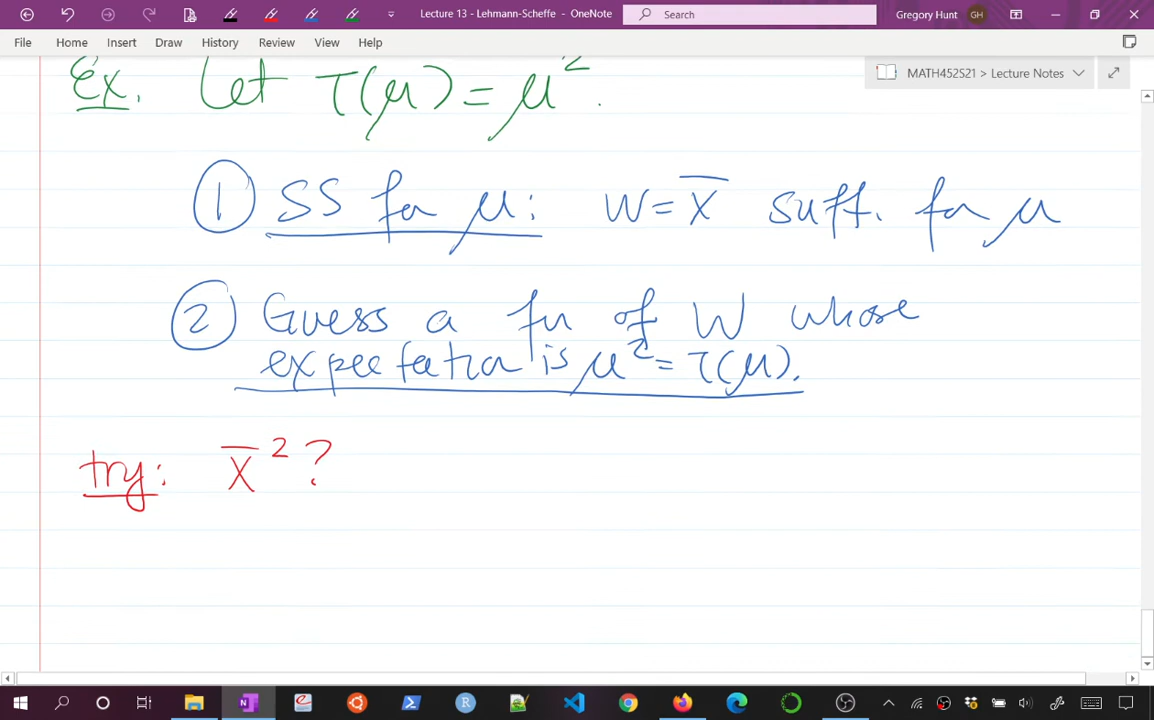 Lecture 13 - Lehmann-Scheffe - OneNote
Search
Gregory Hunt
GH
File Home Insert Draw History Review View Help
MATH452S21 > Lecture Notes
Ex. Let τ(μ) = μ².
① SS for μ: W = X̄ suff. for μ
② Guess a fn of W whose
expectation is μ² = τ(μ).
try: X̄² ?